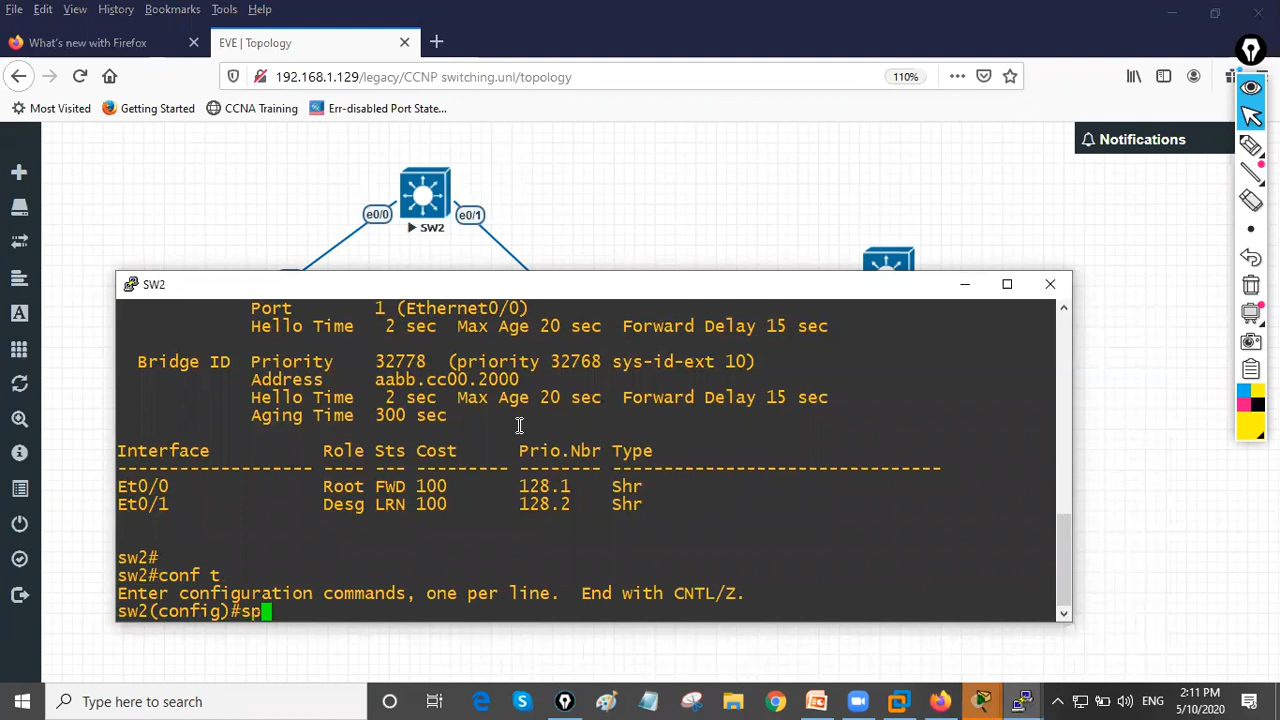 File Edit View History Bookmarks Tools Help
What's new with Firefox
EVE | Topology
192.168.1.129/legacy/CCNP switching.unl/topology
110%
Most Visited Getting Started CCNA Training Err-disabled Port State...
Notifications
e0/0
e0/1
SW2
SW2
Port 1 (Ethernet0/0)
Hello Time 2 sec Max Age 20 sec Forward Delay 15 sec
Bridge ID Priority 32778 (priority 32768 sys-id-ext 10)
Address aabb.cc00.2000
Hello Time 2 sec Max Age 20 sec Forward Delay 15 sec
Aging Time 300 sec
Interface Role Sts Cost Prio.Nbr Type
------------------- ---- --- --------- -------- --------------------------------
Et0/0 Root FWD 100 128.1 Shr
Et0/1 Desg LRN 100 128.2 Shr
sw2#
sw2#conf t
Enter configuration commands, one per line. End with CNTL/Z.
sw2(config)#sp
Type here to search
ENG
2:11 PM
5/10/2020